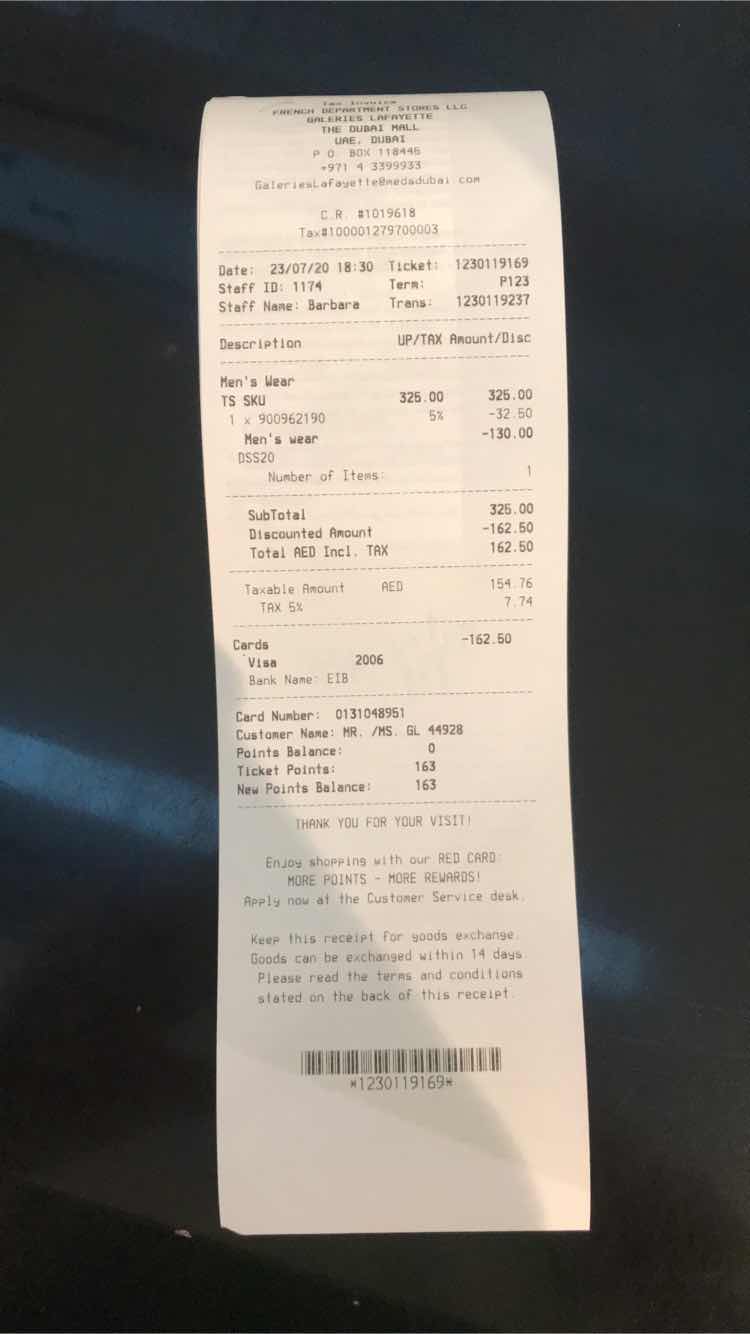 Tax Invoice
FRENCH DEPARTMENT STORES LLC
GALERIES LAFAYETTE
THE DUBAI MALL
UAE, DUBAI
P O. BOX 118446
+971 4 3399933
GaleriesLafayette@medsdubai.com
C.R. #1019618
Tax#100001279700003
Date: 23/07/20 18:30 Ticket: 1230119169
Staff ID: 1174 Term: P123
Staff Name: Barbara Trans: 1230119237
Description UP/TAX Amount/Disc
Men's Wear
TS SKU 325.00 325.00
1 x 900962190 5% -32.50
Men's wear -130.00
DSS20
Number of Items: 1
SubTotal 325.00
Discounted Amount -162.50
Total AED Incl. TAX 162.50
Taxable Amount AED 154.76
TAX 5% 7.74
Cards -162.50
Visa 2006
Bank Name: EIB
Card Number: 0131048951
Customer Name: MR. /MS. GL 44928
Points Balance: 0
Ticket Points: 163
New Points Balance: 163
THANK YOU FOR YOUR VISIT!
Enjoy shopping with our RED CARD:
MORE POINTS - MORE REWARDS!
Apply now at the Customer Service desk.
Keep this receipt for goods exchange.
Goods can be exchanged within 14 days.
Please read the terms and conditions
stated on the back of this receipt.
*1230119169*